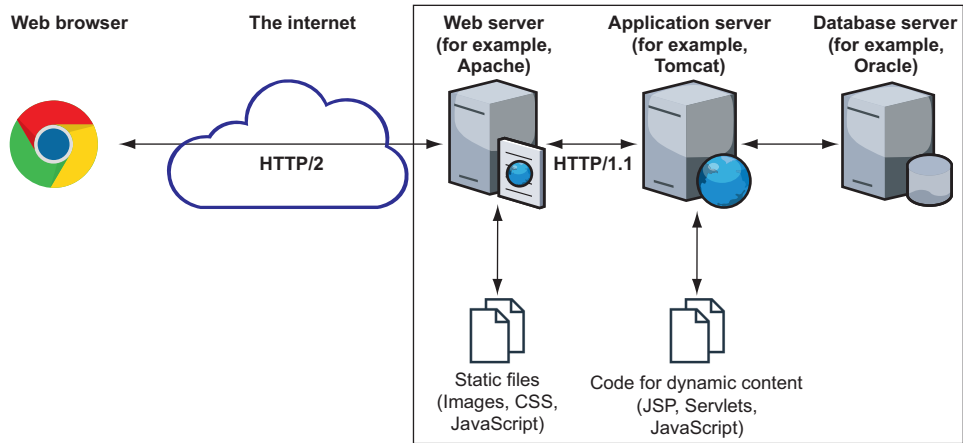 Web browser
The internet
Web server
(for example,
Apache)
Application server
(for example,
Tomcat)
Database server
(for example,
Oracle)
HTTP/2
HTTP/1.1
Static files
(Images, CSS,
JavaScript)
Code for dynamic content
(JSP, Servlets,
JavaScript)